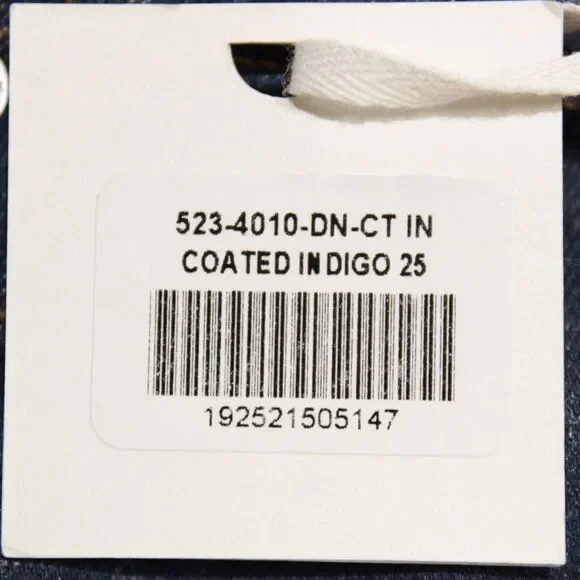 523-4010-DN-CT IN
COATED INDIGO 25
192521505147